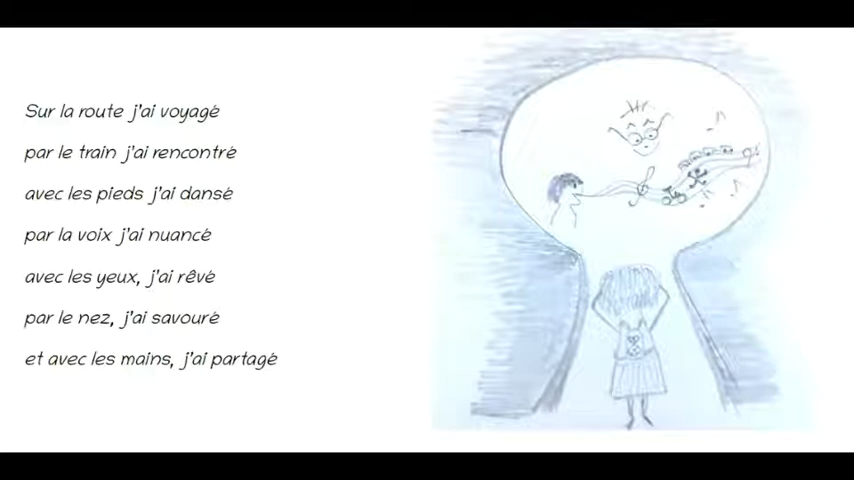 Sur la route j'ai voyagé
par le train j'ai rencontré
avec les pieds j'ai dansé
par la voix j'ai nuancé
avec les yeux, j'ai rêvé
par le nez, j'ai savouré
et avec les mains, j'ai partagé